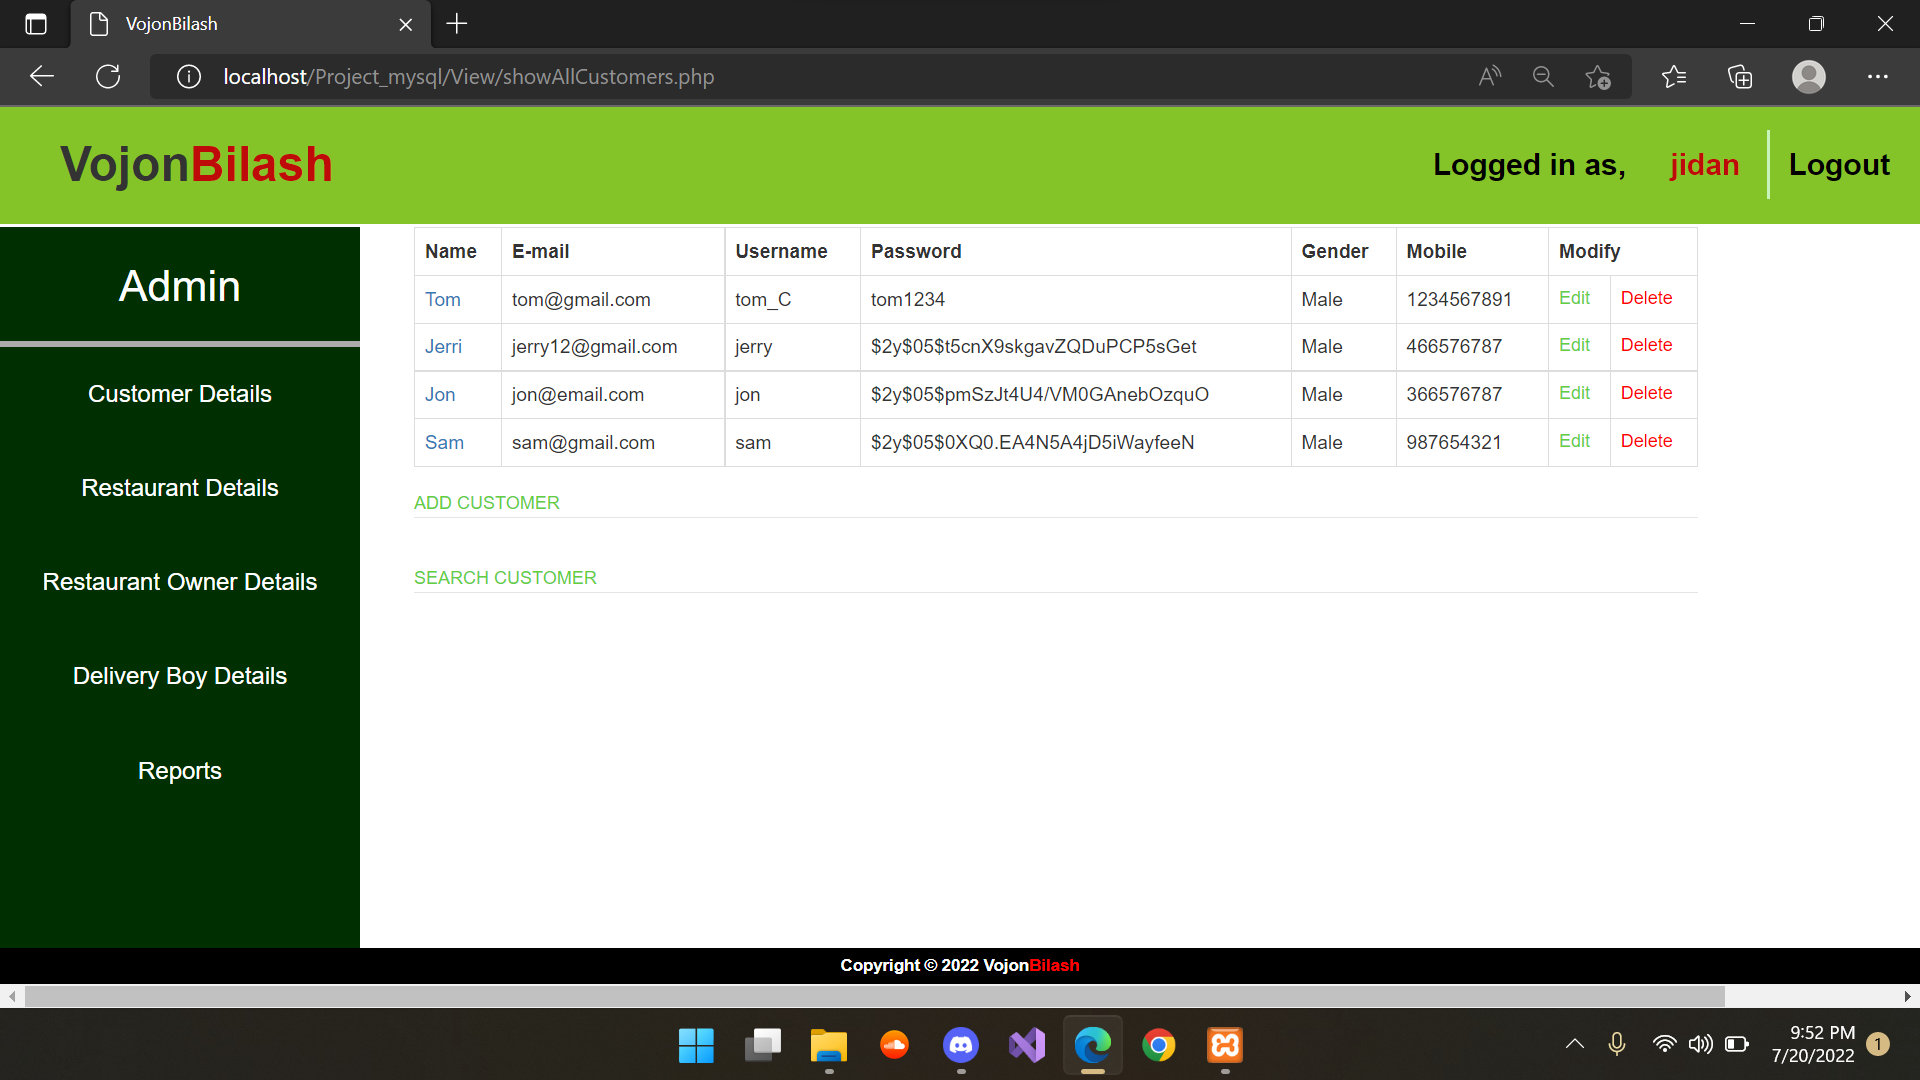 VojonBilash
localhost/Project_mysql/View/showAllCustomers.php
VojonBilash
Logged in as, jidan Logout
Admin
Customer Details
Restaurant Details
Restaurant Owner Details
Delivery Boy Details
Reports
Name E-mail Username Password Gender Mobile Modify
Tom tom@gmail.com tom_C tom1234 Male 1234567891 Edit Delete
Jerri jerry12@gmail.com jerry $2y$05$t5cnX9skgavZQDuPCP5sGet Male 466576787 Edit Delete
Jon jon@email.com jon $2y$05$pmSzJt4U4/VM0GAnebOzquO Male 366576787 Edit Delete
Sam sam@gmail.com sam $2y$05$0XQ0.EA4N5A4jD5iWayfeeN Male 987654321 Edit Delete
ADD CUSTOMER
SEARCH CUSTOMER
Copyright © 2022 VojonBilash
9:52 PM
7/20/2022
1